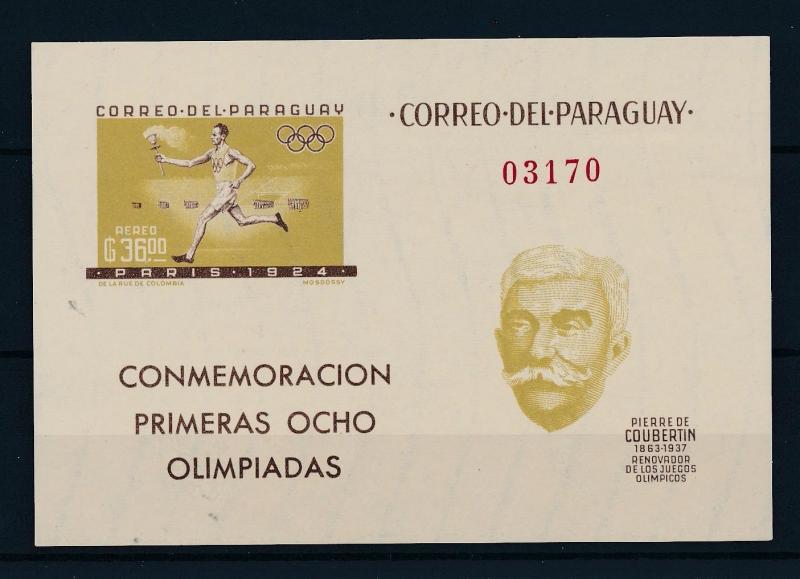 CORREO·DEL·PARAGUAY
AEREO
₲ 36.00
·PARIS·1924·
DE LA RUE DE COLOMBIA
MOSDOSSY
·CORREO·DEL·PARAGUAY·
03170
CONMEMORACION
PRIMERAS OCHO
OLIMPIADAS
PIERRE DE
COUBERTIN
1863-1937
RENOVADOR
DE LOS JUEGOS
OLIMPICOS